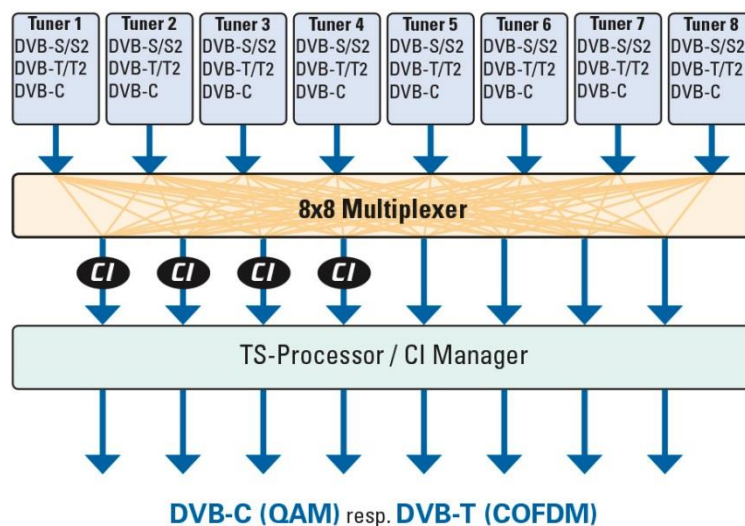 Tuner 1 Tuner 2 Tuner 3 Tuner 4 Tuner 5 Tuner 6 Tuner 7 Tuner 8
DVB-S/S2 DVB-S/S2 DVB-S/S2 DVB-S/S2 DVB-S/S2 DVB-S/S2 DVB-S/S2 DVB-S/S2
DVB-T/T2 DVB-T/T2 DVB-T/T2 DVB-T/T2 DVB-T/T2 DVB-T/T2 DVB-T/T2 DVB-T/T2
DVB-C DVB-C DVB-C DVB-C DVB-C DVB-C DVB-C DVB-C
8x8 Multiplexer
CI CI CI CI
TS-Processor / CI Manager
DVB-C (QAM) resp. DVB-T (COFDM)